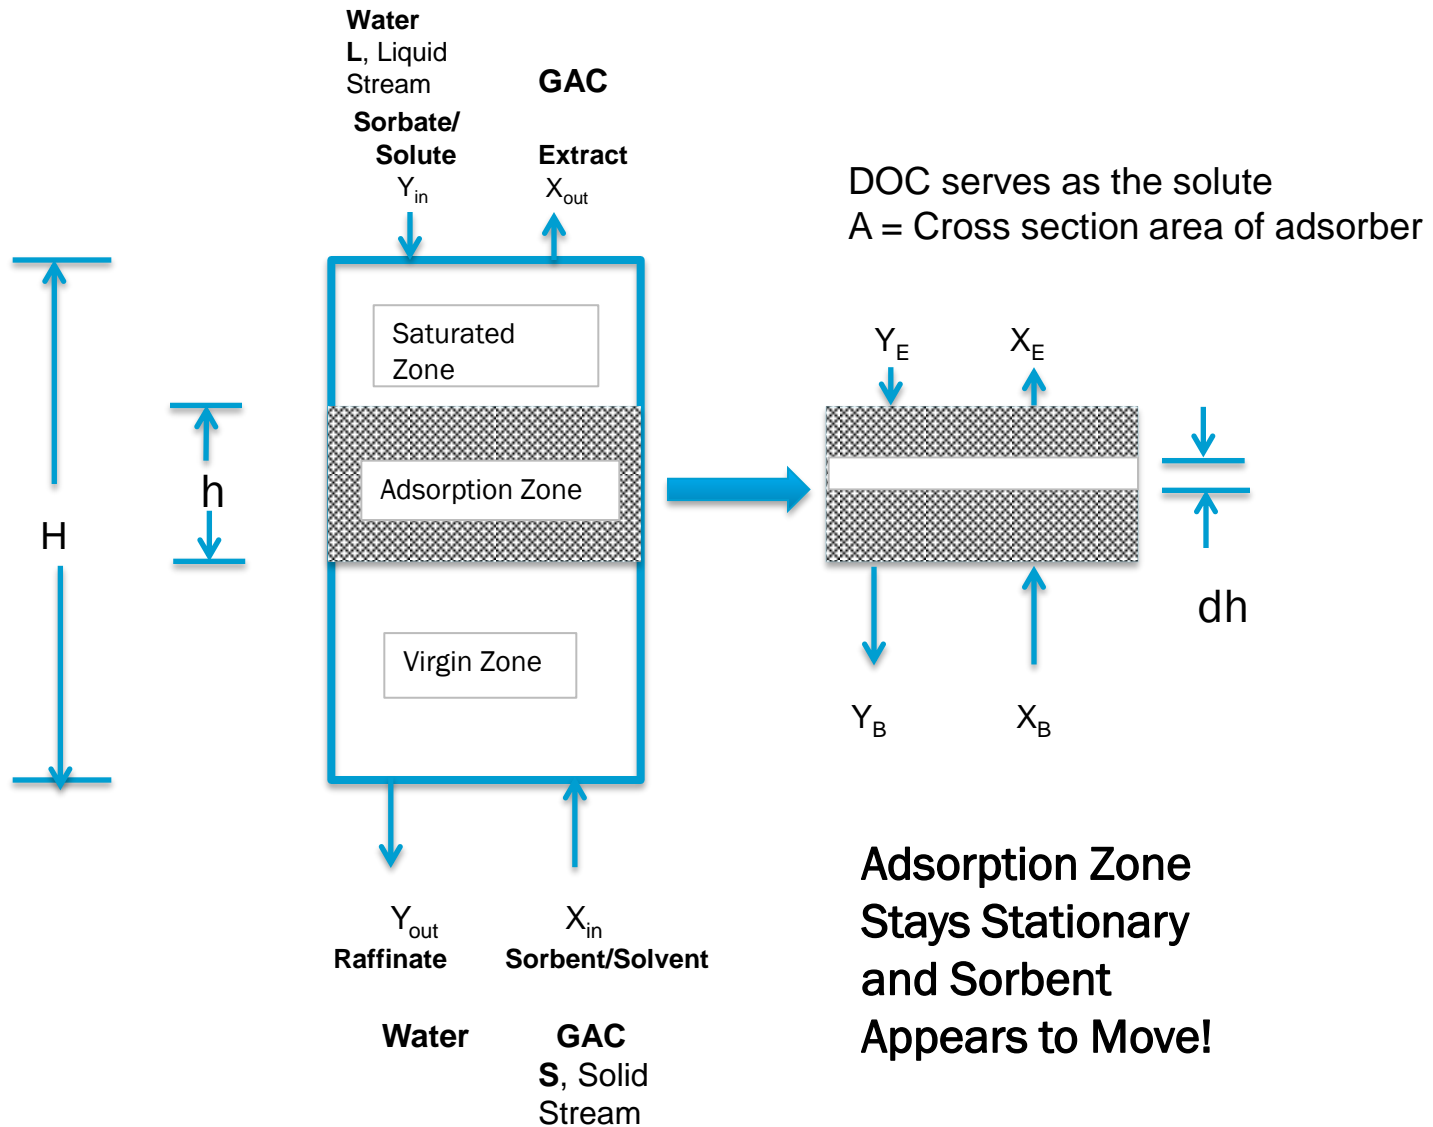 Water
L, Liquid
Stream
GAC
Sorbate/
Solute
Extract
Yin
Xout
DOC serves as the solute
A = Cross section area of adsorber
Saturated
Zone
YE
XE
h
Adsorption Zone
H
dh
Virgin Zone
YB
XB
Yout
Xin
Raffinate
Sorbent/Solvent
Adsorption Zone
Stays Stationary
and Sorbent
Appears to Move!
Water
GAC
S, Solid
Stream